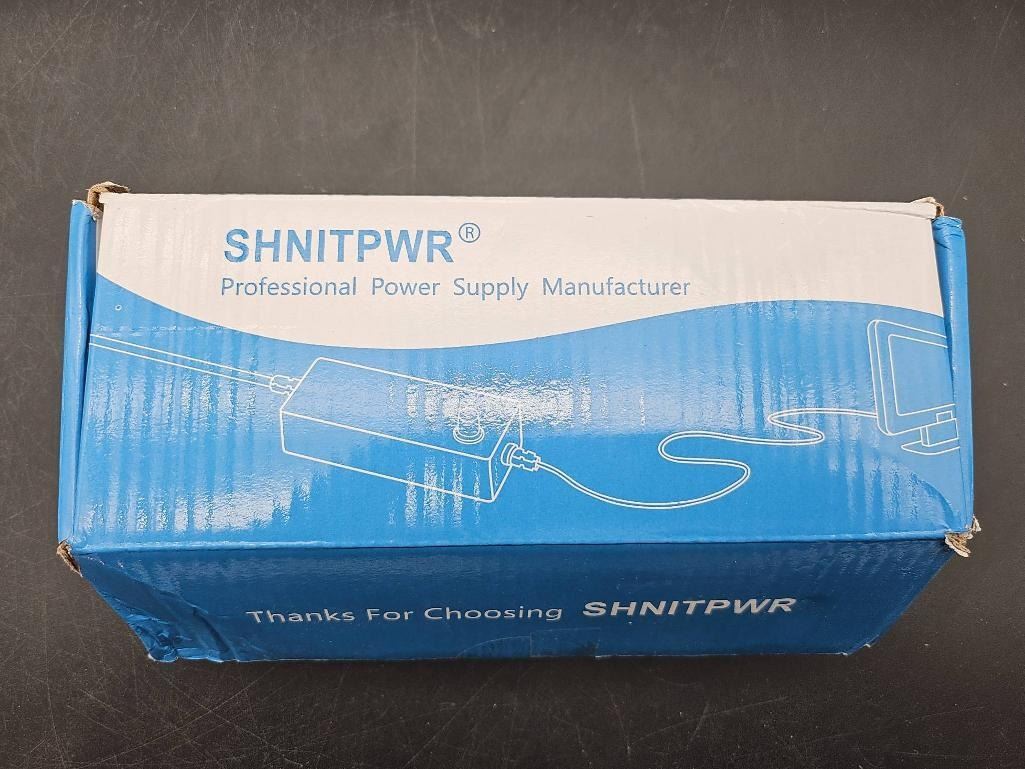 SHNITPWR®
Professional Power Supply Manufacturer
Thanks For Choosing SHNITPWR